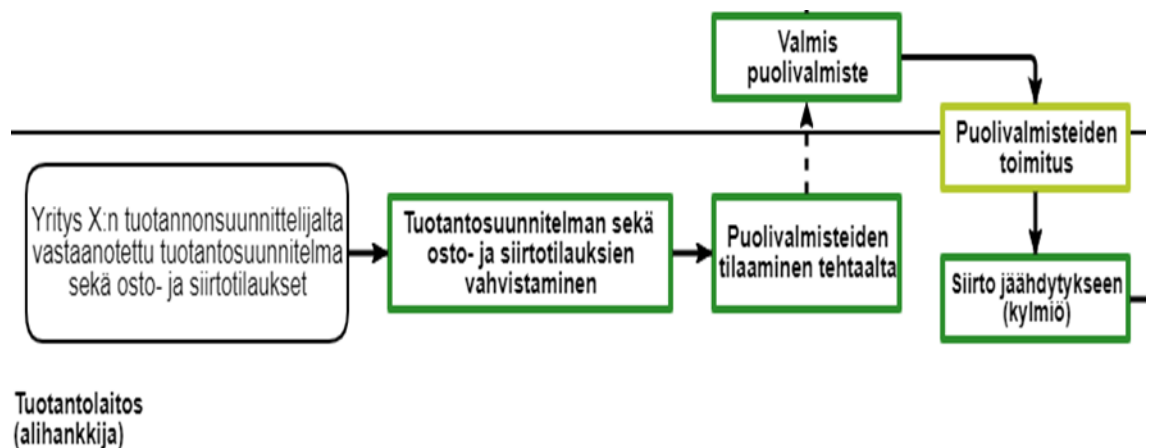 Valmis
puolivalmiste
Puolivalmisteiden
toimitus
Yritys X:n tuotannonsuunnittelijalta
vastaanotettu tuotantosuunnitelma
sekä osto- ja siirtotilaukset
Tuotantosuunnitelman sekä
osto- ja siirtotilauksien
vahvistaminen
Puolivalmisteiden
tilaaminen tehtaalta
Siirto jäähdytykseen
(kylmiö)
Tuotantolaitos
(alihankkija)